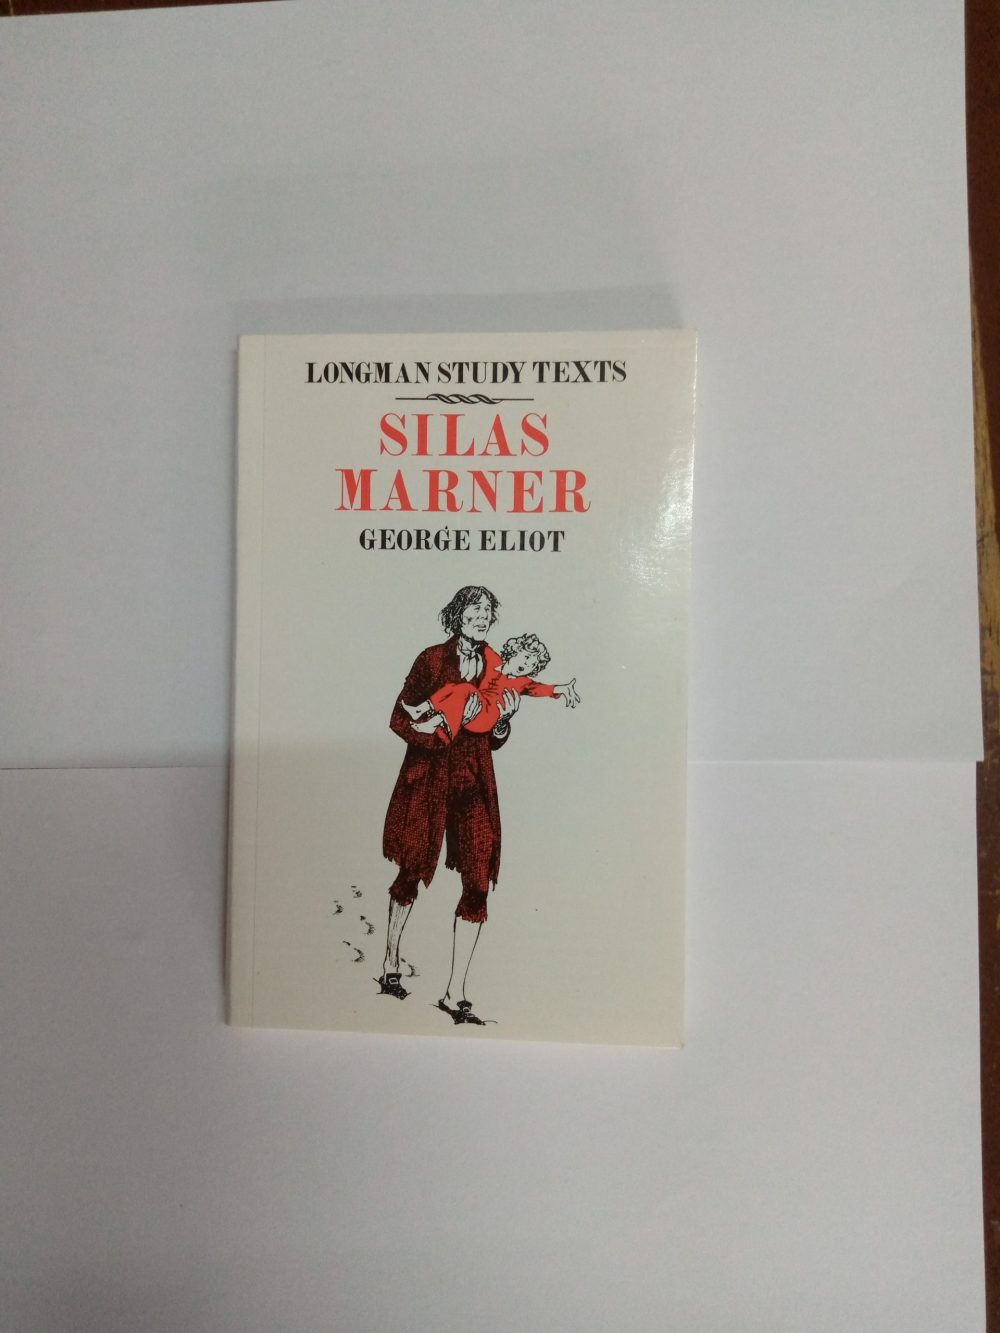 LONGMAN STUDY TEXTS
SILAS
MARNER
GEORGE ELIOT